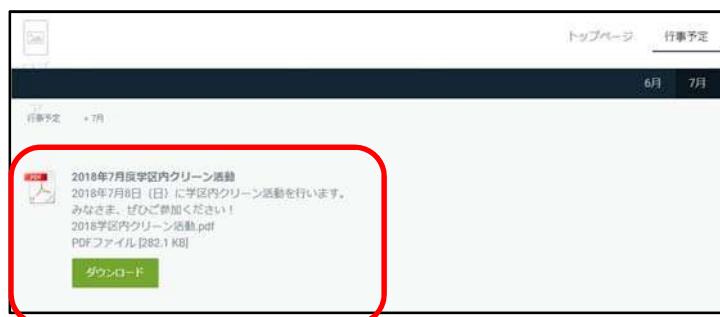 トップページ 行事予定
6月 7月
行事予定 » 7月
PDF
2018年7月度学区内クリーン活動
2018年7月8日（日）に学区内クリーン活動を行います。
みなさま、ぜひご参加ください！
2018学区内クリーン活動.pdf
PDFファイル [282.1 KB]
ダウンロード